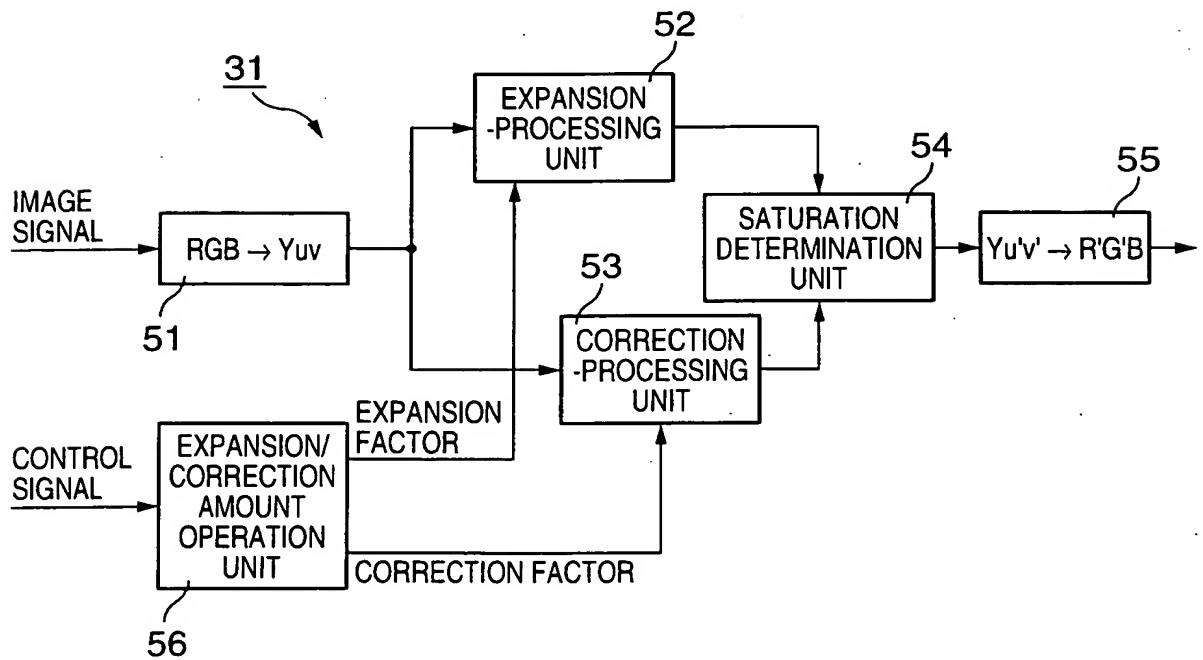 52
31
EXPANSION
-PROCESSING
UNIT
54
55
IMAGE
SIGNAL
RGB → Yuv
SATURATION
DETERMINATION
UNIT
Yu'v' → R'G'B
53
51
CORRECTION
-PROCESSING
UNIT
EXPANSION
FACTOR
CONTROL
SIGNAL
EXPANSION/
CORRECTION
AMOUNT
OPERATION
UNIT
CORRECTION FACTOR
56